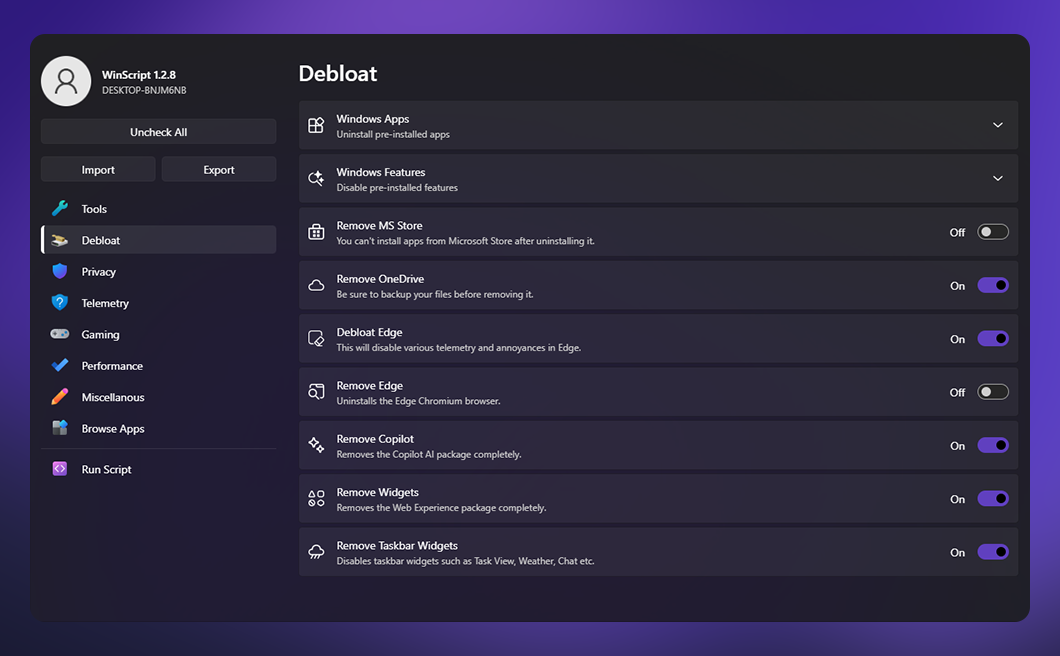 WinScript 1.2.8
DESKTOP-BNJM6NB
Uncheck All
Import
Export
Tools
Debloat
Privacy
Telemetry
Gaming
Performance
Miscellanous
Browse Apps
Run Script
Debloat
Windows Apps
Uninstall pre-installed apps
Windows Features
Disable pre-installed features
Remove MS Store
You can't install apps from Microsoft Store after uninstalling it.
Off
Remove OneDrive
Be sure to backup your files before removing it.
On
Debloat Edge
This will disable various telemetry and annoyances in Edge.
On
Remove Edge
Uninstalls the Edge Chromium browser.
Off
Remove Copilot
Removes the Copilot AI package completely.
On
Remove Widgets
Removes the Web Experience package completely.
On
Remove Taskbar Widgets
Disables taskbar widgets such as Task View, Weather, Chat etc.
On